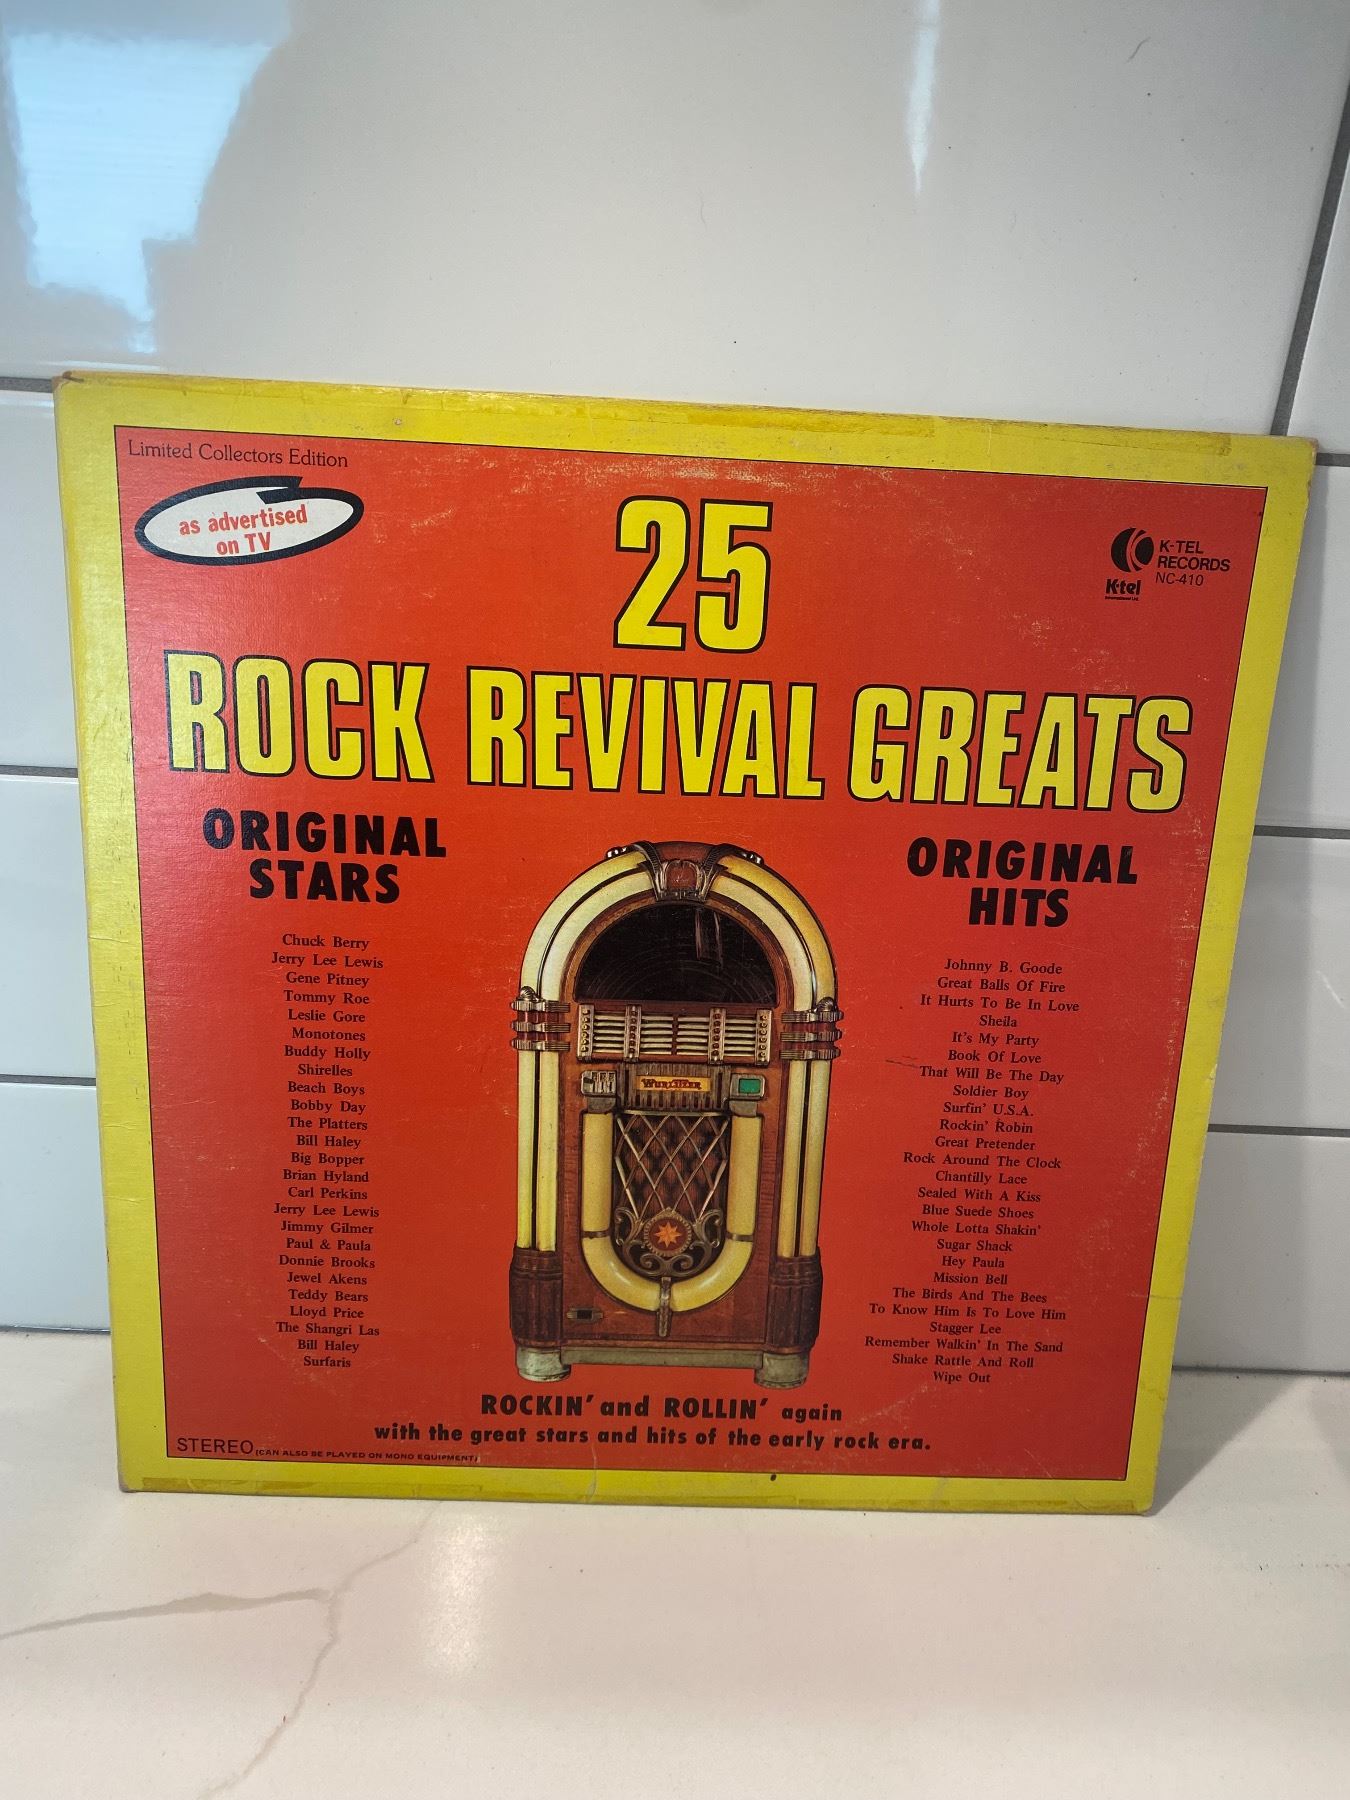 Limited Collectors Edition
as advertised
on TV
25
K-TEL
RECORDS
NC-410
K-tel
International Ltd.
ROCK REVIVAL GREATS
ORIGINAL
STARS
Chuck Berry
Jerry Lee Lewis
Gene Pitney
Tommy Roe
Leslie Gore
Monotones
Buddy Holly
Shirelles
Beach Boys
Bobby Day
The Platters
Bill Haley
Big Bopper
Brian Hyland
Carl Perkins
Jerry Lee Lewis
Jimmy Gilmer
Paul & Paula
Donnie Brooks
Jewel Akens
Teddy Bears
Lloyd Price
The Shangri Las
Bill Haley
Surfaris
WURLITZER
ORIGINAL
HITS
Johnny B. Goode
Great Balls Of Fire
It Hurts To Be In Love
Sheila
It's My Party
Book Of Love
That Will Be The Day
Soldier Boy
Surfin' U.S.A.
Rockin' Robin
Great Pretender
Rock Around The Clock
Chantilly Lace
Sealed With A Kiss
Blue Suede Shoes
Whole Lotta Shakin'
Sugar Shack
Hey Paula
Mission Bell
The Birds And The Bees
To Know Him Is To Love Him
Stagger Lee
Remember Walkin' In The Sand
Shake Rattle And Roll
Wipe Out
ROCKIN' and ROLLIN' again
with the great stars and hits of the early rock era.
STEREO (CAN ALSO BE PLAYED ON MONO EQUIPMENT)